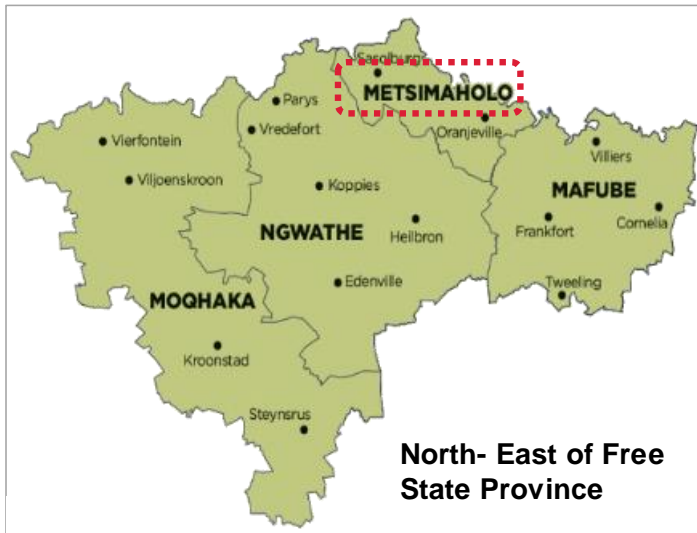 Saselburgs
METSIMAHOLO
Parys
Vredefort
Oranjeville
Vierfontein
Viljoenskroon
Villiers
Koppies
MAFUBE
Cornelia
Heilbron
NGWATHE
Frankfort
Edenville
Tweeling
MOQHAKA
Kroonstad
Steynsrus
North- East of Free
State Province